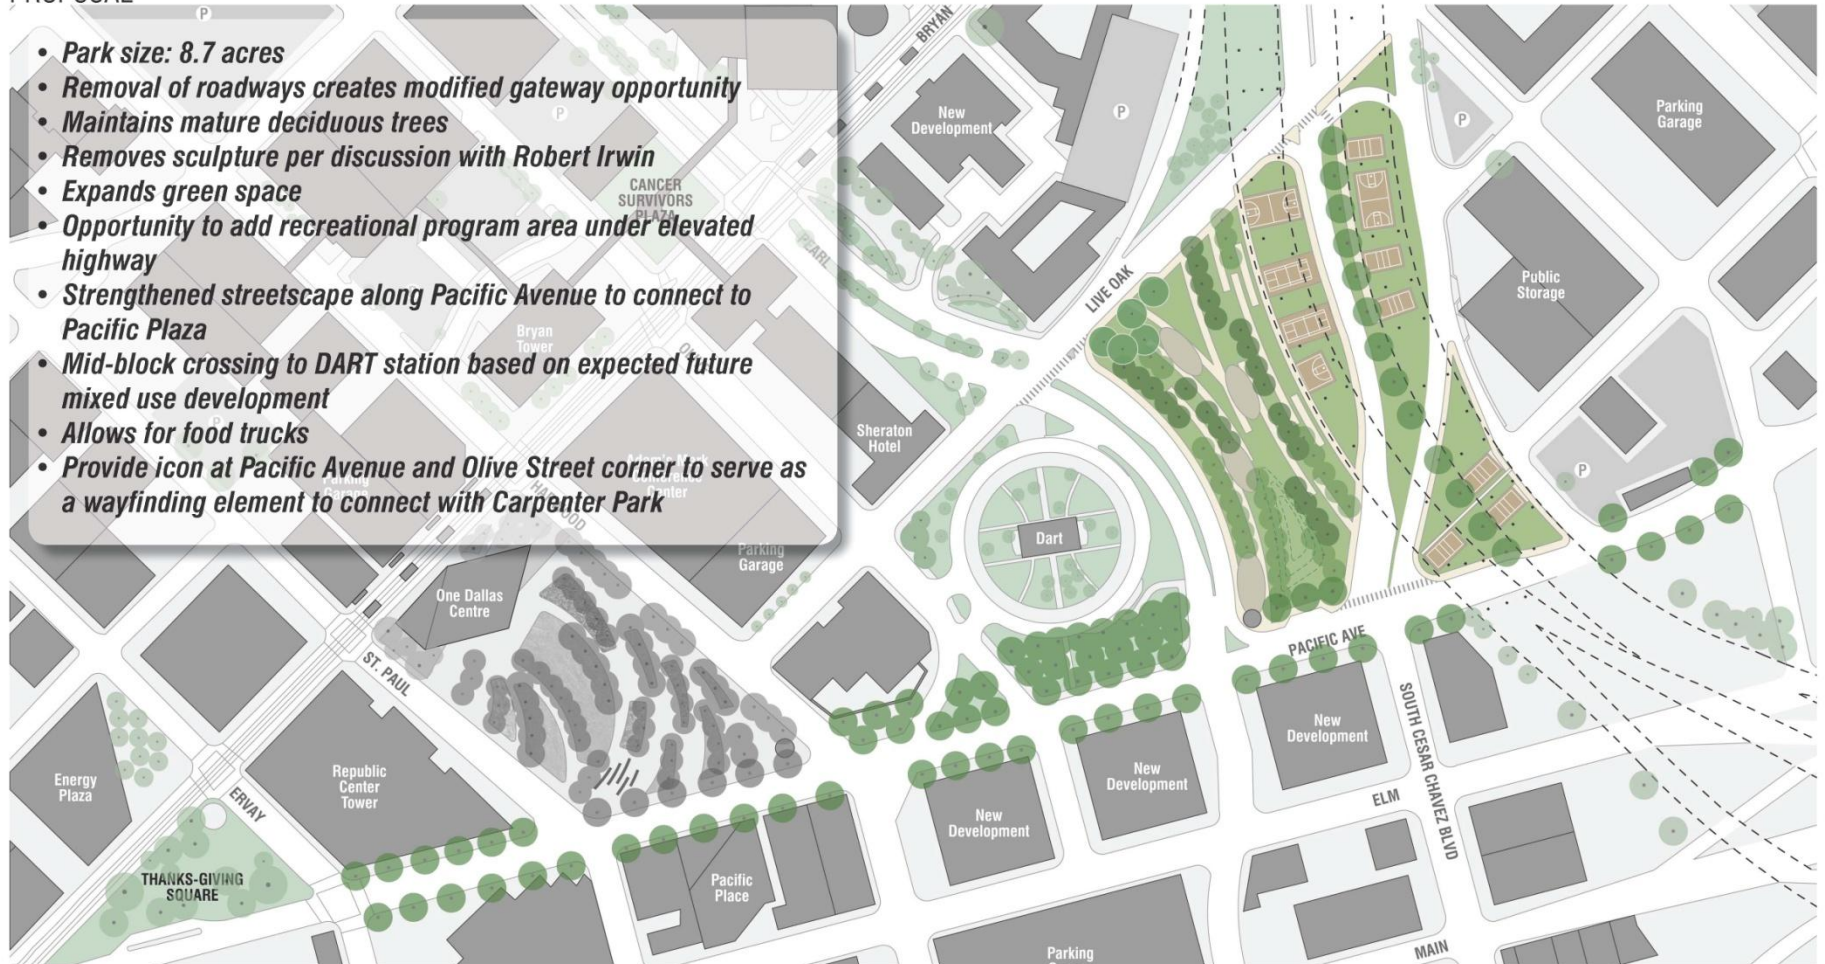 PROPOSAL
• Park size: 8.7 acres
• Removal of roadways creates modified gateway opportunity
• Maintains mature deciduous trees
• Removes sculpture per discussion with Robert Irwin
• Expands green space
• Opportunity to add recreational program area under elevated
highway
• Strengthened streetscape along Pacific Avenue to connect to
Pacific Plaza
• Mid-block crossing to DART station based on expected future
mixed use development
• Allows for food trucks
• Provide icon at Pacific Avenue and Olive Street corner to serve as
a wayfinding element to connect with Carpenter Park
P
P
CANCER
SURVIVORS
PLAZA
PEARL
Bryan
Tower
Parking
Garage
Center
HARWOOD
Parking
Garage
BRYAN
New
Development
P
P
Parking
Garage
LIVE OAK
Public
Storage
Sheraton
Hotel
P
Dart
One Dallas
Centre
ST. PAUL
PACIFIC AVE
SOUTH CESAR CHAVEZ BLVD
New
Development
Energy
Plaza
Republic
Center
Tower
ERVAY
New
Development
ELM
New
Development
THANKS-GIVING
SQUARE
Pacific
Place
Parking
MAIN